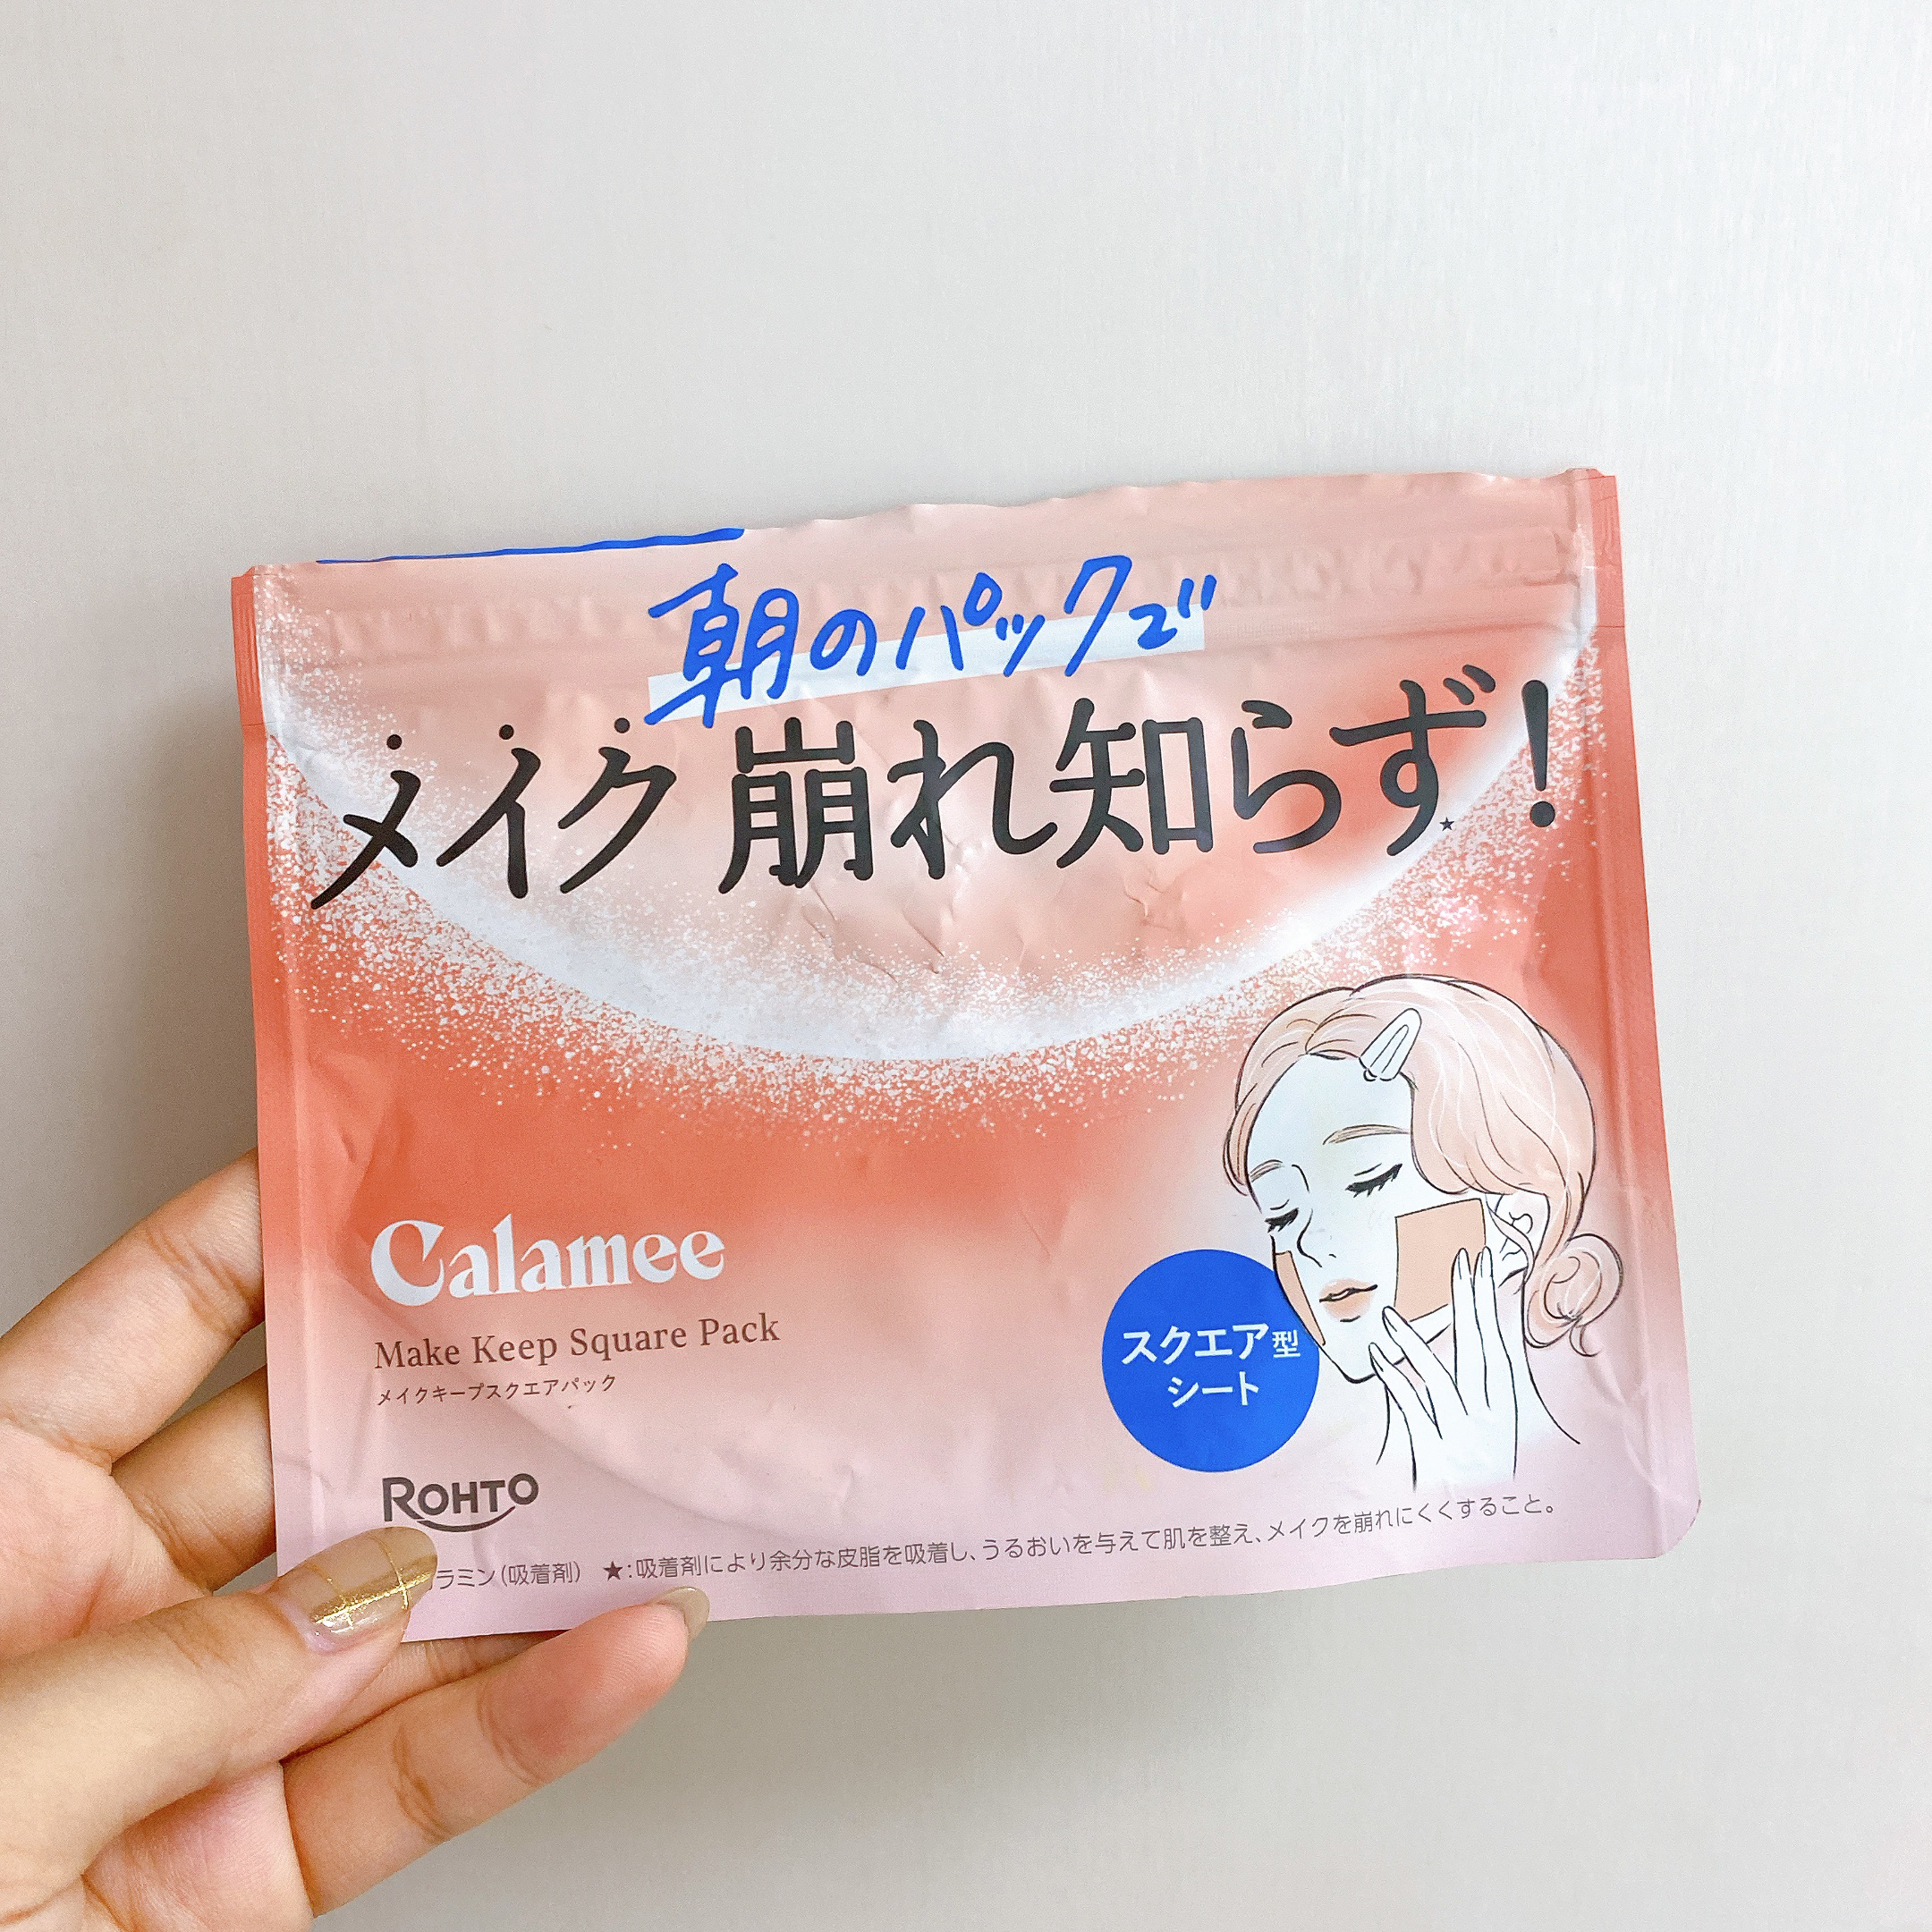 朝のパックで
メイク崩れ知らず!
★
Calamee
Make Keep Square Pack
メイクキープスクエアパック
スクエア型
シート
ROHTO
ラミン(吸着剤) ★:吸着剤により余分な皮脂を吸着し、うるおいを与えて肌を整え、メイクを崩れにくくすること。